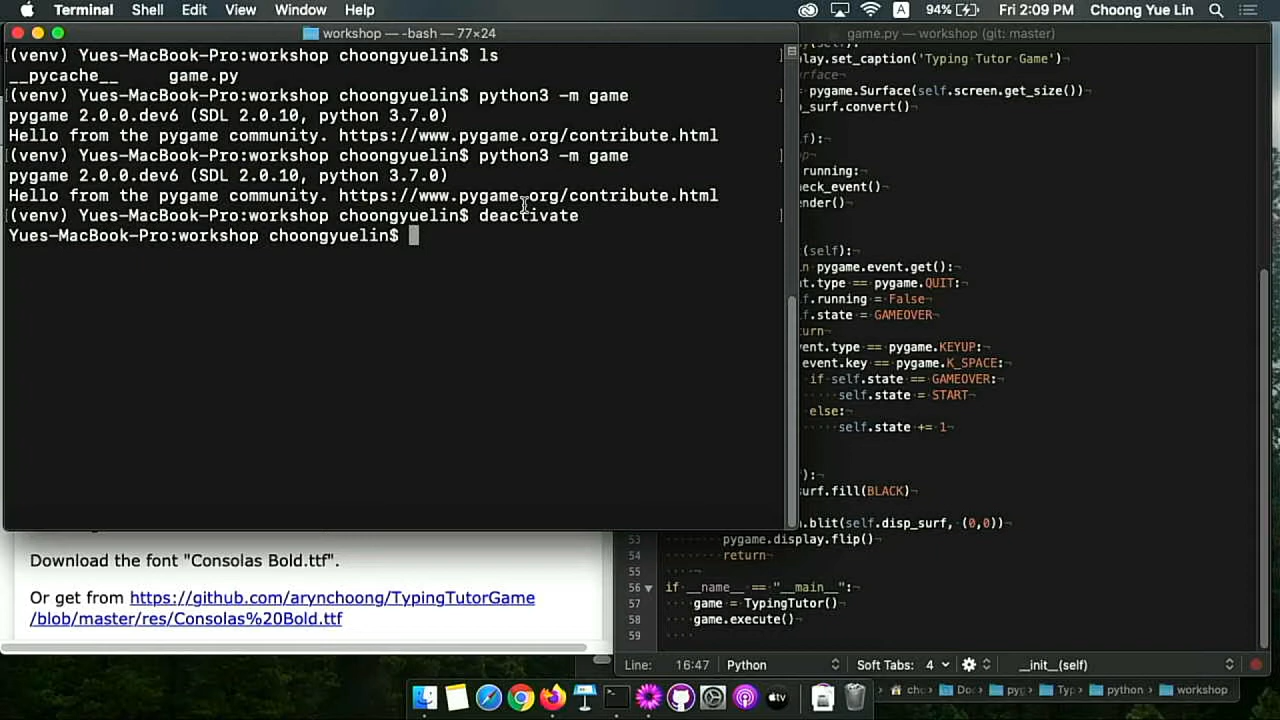 Terminal Shell Edit View Window Help
A 94% Fri 2:09 PM Choong Yue Lin
workshop — -bash — 77×24
(venv) Yues-MacBook-Pro:workshop choongyuelin$ ls
__pycache__ game.py
(venv) Yues-MacBook-Pro:workshop choongyuelin$ python3 -m game
pygame 2.0.0.dev6 (SDL 2.0.10, python 3.7.0)
Hello from the pygame community. https://www.pygame.org/contribute.html
(venv) Yues-MacBook-Pro:workshop choongyuelin$ python3 -m game
pygame 2.0.0.dev6 (SDL 2.0.10, python 3.7.0)
Hello from the pygame community. https://www.pygame.org/contribute.html
(venv) Yues-MacBook-Pro:workshop choongyuelin$ deactivate
Yues-MacBook-Pro:workshop choongyuelin$
game.py — workshop (git: master)
lay.set_caption('Typing Tutor Game')
urface
= pygame.Surface(self.screen.get_size())
p_surf.convert()
f):
op
running:
heck_event()
ender()
t(self):
n pygame.event.get():
nt.type == pygame.QUIT:
f.running = False
f.state = GAMEOVER
turn
vent.type == pygame.KEYUP:
event.key == pygame.K_SPACE:
if self.state == GAMEOVER:
self.state = START
else:
self.state += 1
):
urf.fill(BLACK)
n.blit(self.disp_surf, (0,0))
53 pygame.display.flip()
54 return
55
56 if __name__ == "__main__":
57 game = TypingTutor()
58 game.execute()
59
Download the font "Consolas Bold.ttf".
Or get from https://github.com/arynchoong/TypingTutorGame
/blob/master/res/Consolas%20Bold.ttf
Line: 16:47 Python Soft Tabs: 4 __init__(self)
tv
cho Doc pyg Typ python workshop